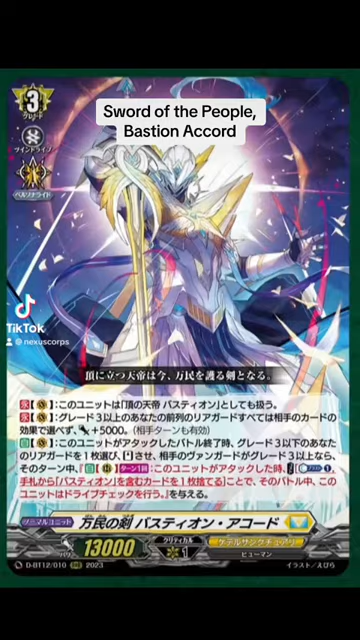 3
グレード
Sword of the People,
Bastion Accord
ツインドライブ
ペルソナライド
TikTok
@nexuscorps
頂に立つ天帝は今、万民を護る剣となる。
永【】:このユニットは「頂の天帝 バスティオン」としても扱う。
永【】:グレード3以上のあなたの前列のリアガードすべては相手のカードの
効果で選べず、+5000。（相手ターンも有効）
自【】:このユニットがアタックしたバトル終了時、グレード3以下のあな
たのリアガードを1枚選び、【】させ、相手のヴァンガードがグレード3以上なら、
そのターン中、『自【】ターン1回:このユニットがアタックした時、
手札から「バスティオン」を含むカードを1枚捨てることで、そのバトル中、こ
のユニットはドライブチェックを行う。』を与える。
ノーマルユニット
万民の剣 バスティオン・アコード
パワー
13000
クリティカル
1
ケテルサンクチュアリ
ヒューマン
D-BT12/010 RRR 2023
イラスト／えびら